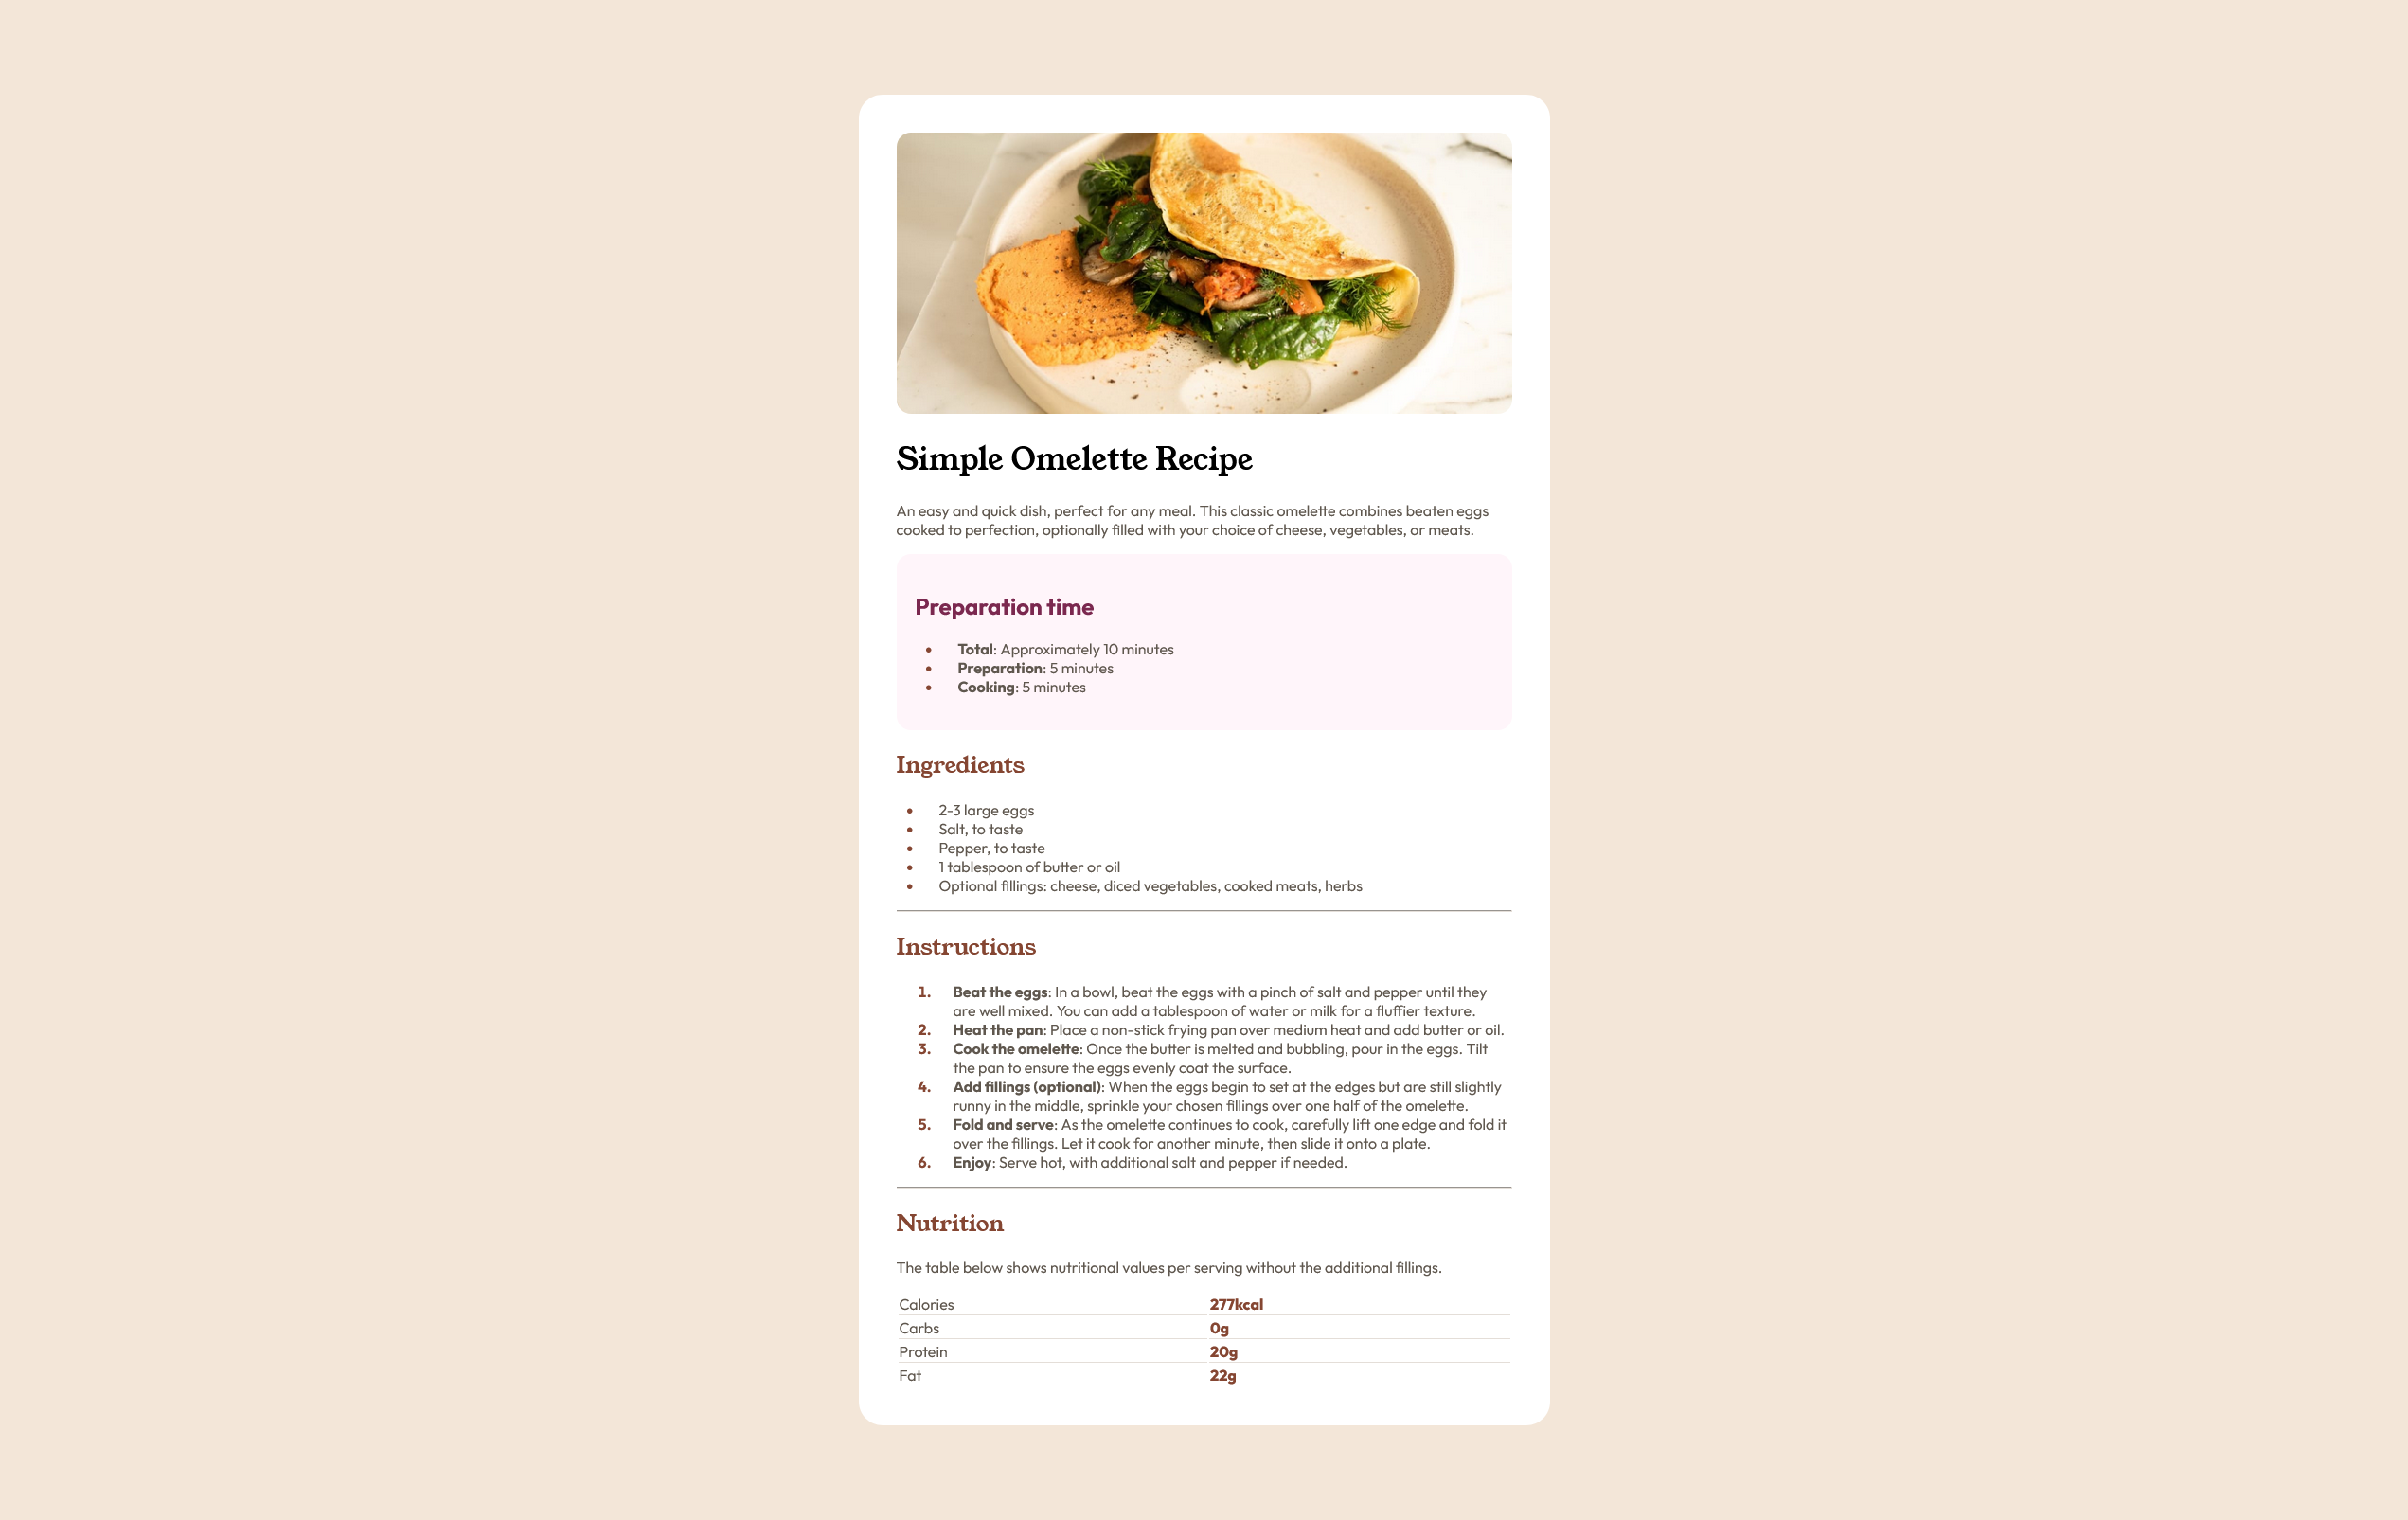 Simple Omelette Recipe
An easy and quick dish, perfect for any meal. This classic omelette combines beaten eggs
cooked to perfection, optionally filled with your choice of cheese, vegetables, or meats.
Preparation time
• Total: Approximately 10 minutes
• Preparation: 5 minutes
• Cooking: 5 minutes
Ingredients
• 2-3 large eggs
• Salt, to taste
• Pepper, to taste
• 1 tablespoon of butter or oil
• Optional fillings: cheese, diced vegetables, cooked meats, herbs
Instructions
1. Beat the eggs: In a bowl, beat the eggs with a pinch of salt and pepper until they
are well mixed. You can add a tablespoon of water or milk for a fluffier texture.
2. Heat the pan: Place a non-stick frying pan over medium heat and add butter or oil.
3. Cook the omelette: Once the butter is melted and bubbling, pour in the eggs. Tilt
the pan to ensure the eggs evenly coat the surface.
4. Add fillings (optional): When the eggs begin to set at the edges but are still slightly
runny in the middle, sprinkle your chosen fillings over one half of the omelette.
5. Fold and serve: As the omelette continues to cook, carefully lift one edge and fold it
over the fillings. Let it cook for another minute, then slide it onto a plate.
6. Enjoy: Serve hot, with additional salt and pepper if needed.
Nutrition
The table below shows nutritional values per serving without the additional fillings.
Calories 277kcal
Carbs 0g
Protein 20g
Fat 22g